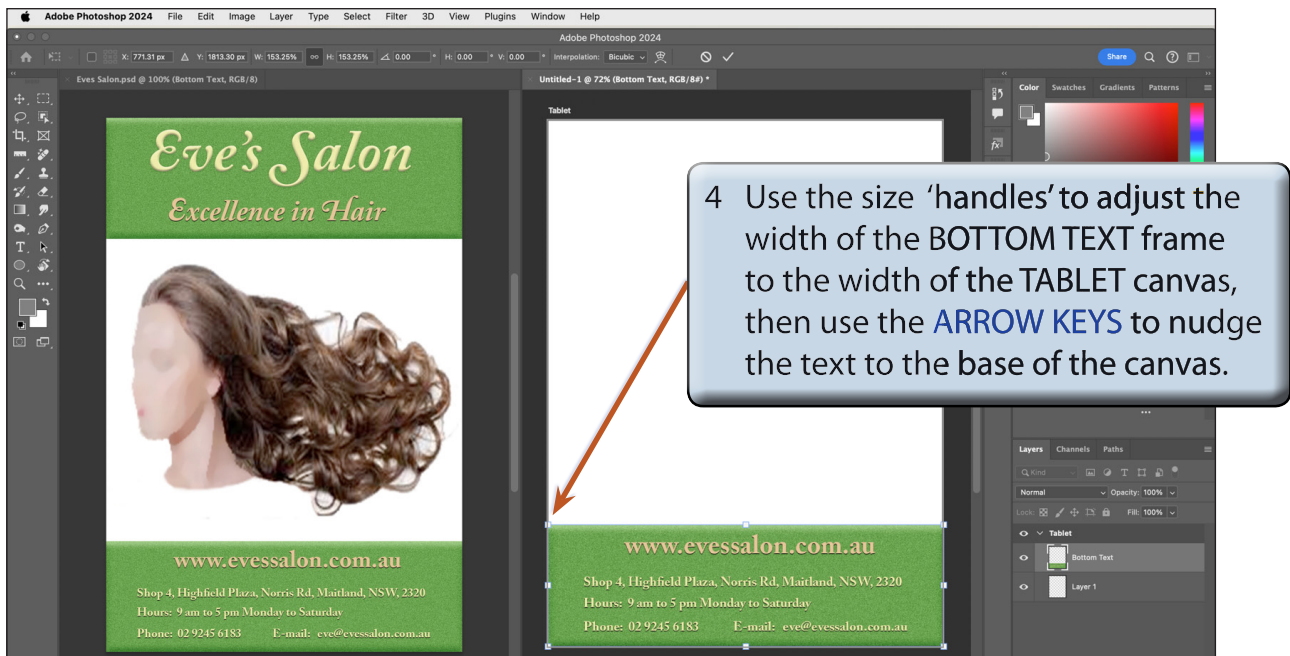 Adobe Photoshop 2024 File Edit Image Layer Type Select Filter 3D View Plugins Window Help
Adobe Photoshop 2024
X: 771.31 px Y: 1813.30 px W: 153.25% H: 153.25% 0.00 ° H: 0.00 ° V: 0.00 ° Interpolation: Bicubic Share
Eves Salon.psd @ 100% (Bottom Text, RGB/8)
Untitled-1 @ 72% (Bottom Text, RGB/8#) *
Color Swatches Gradients Patterns
Tablet
Eve's Salon
Excellence in Hair
www.evessalon.com.au
Shop 4, Highfield Plaza, Norris Rd, Maitland, NSW, 2320
Hours: 9 am to 5 pm Monday to Saturday
Phone: 02 9245 6183 E-mail: eve@evessalon.com.au
4 Use the size 'handles' to adjust the
width of the BOTTOM TEXT frame
to the width of the TABLET canvas,
then use the ARROW KEYS to nudge
the text to the base of the canvas.
www.evessalon.com.au
Shop 4, Highfield Plaza, Norris Rd, Maitland, NSW, 2320
Hours: 9 am to 5 pm Monday to Saturday
Phone: 02 9245 6183 E-mail: eve@evessalon.com.au
Layers Channels Paths
Kind
Normal Opacity: 100%
Lock: Fill: 100%
Tablet
Bottom Text
Layer 1